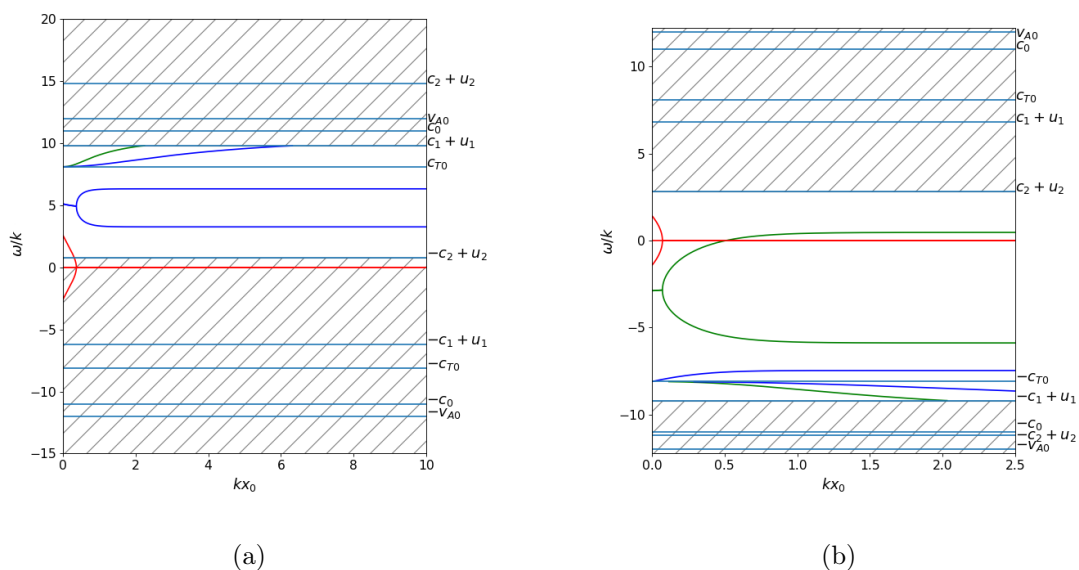 20
15
10
5
0
−5
−10
−15
ω/k
c₂ + u₂
v_A0
c₀
c₁ + u₁
c_T0
−c₂ + u₂
−c₁ + u₁
−c_T0
−c₀
−v_A0
0 2 4 6 8 10
kx₀
(a)
10
5
0
−5
−10
ω/k
v_A0
c₀
c_T0
c₁ + u₁
c₂ + u₂
−c_T0
−c₁ + u₁
−c₀
−c₂ + u₂
−v_A0
0.0 0.5 1.0 1.5 2.0 2.5
kx₀
(b)